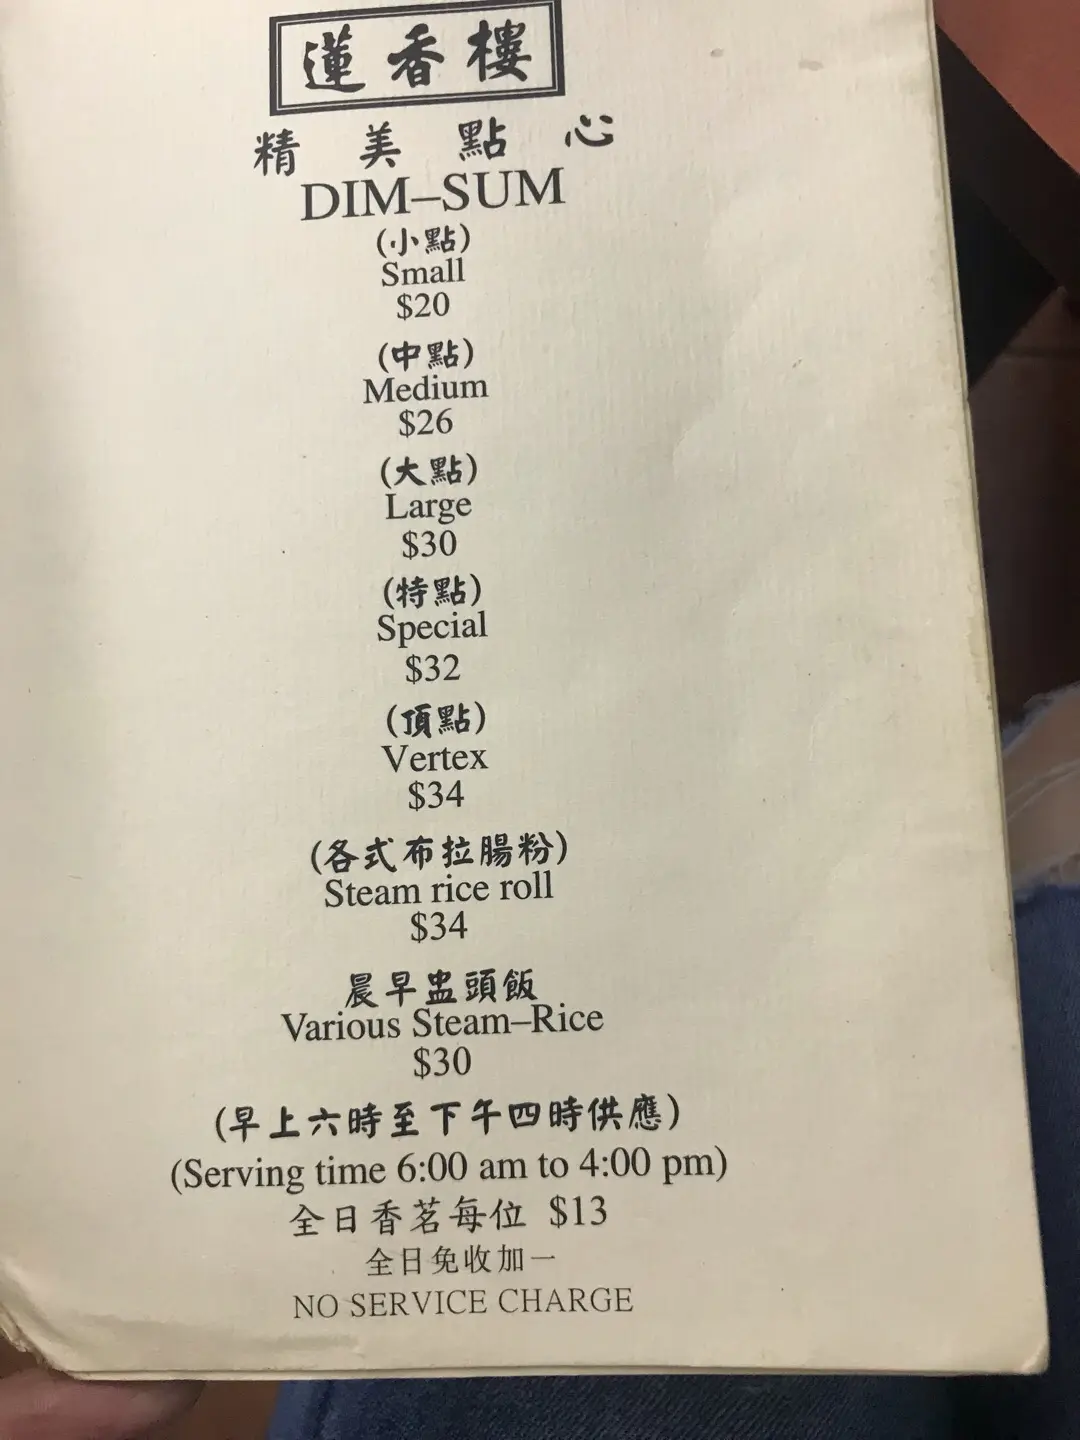 蓮香樓
精美點心
DIM–SUM
(小點)
Small
$20
(中點)
Medium
$26
(大點)
Large
$30
(特點)
Special
$32
(頂點)
Vertex
$34
(各式布拉腸粉)
Steam rice roll
$34
晨早盅頭飯
Various Steam–Rice
$30
(早上六時至下午四時供應)
(Serving time 6:00 am to 4:00 pm)
全日香茗每位 $13
全日免收加一
NO SERVICE CHARGE